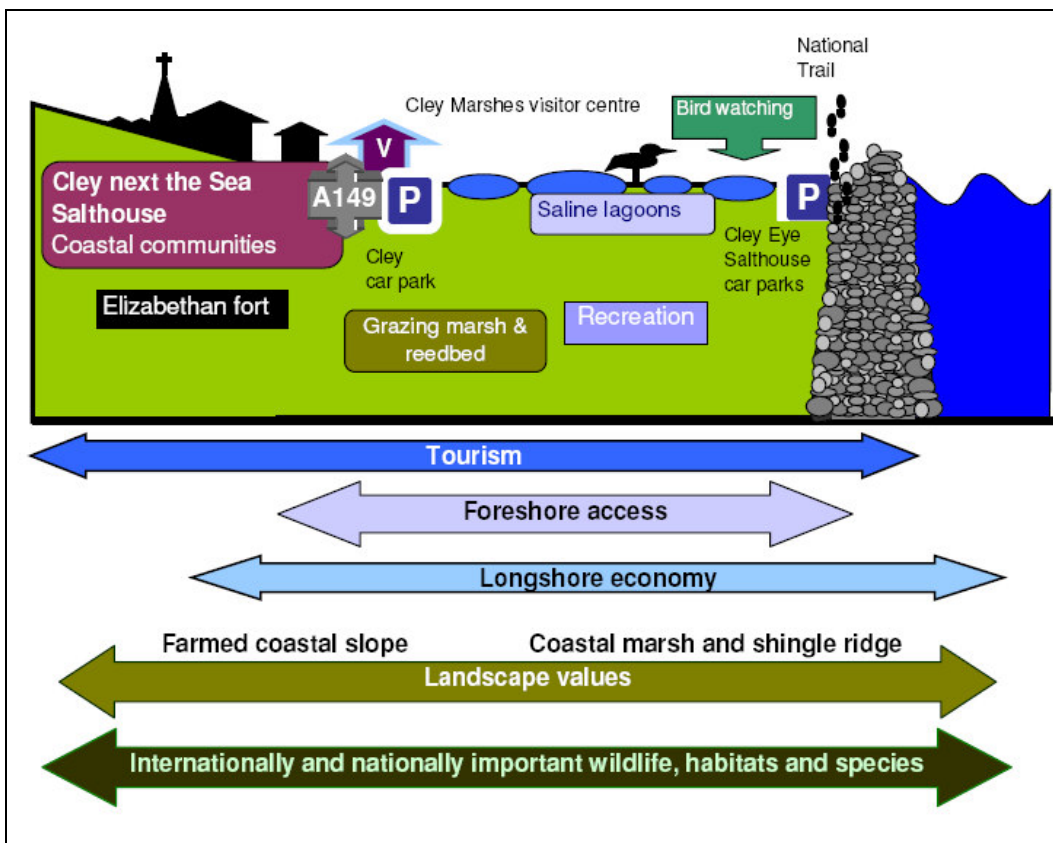 National
Trail
Cley Marshes visitor centre
Bird watching
V
Cley next the Sea
Salthouse
Coastal communities
A149
P
Saline lagoons
P
Cley
car park
Cley Eye
Salthouse
car parks
Elizabethan fort
Grazing marsh &
reedbed
Recreation
Tourism
Foreshore access
Longshore economy
Farmed coastal slope
Coastal marsh and shingle ridge
Landscape values
Internationally and nationally important wildlife, habitats and species